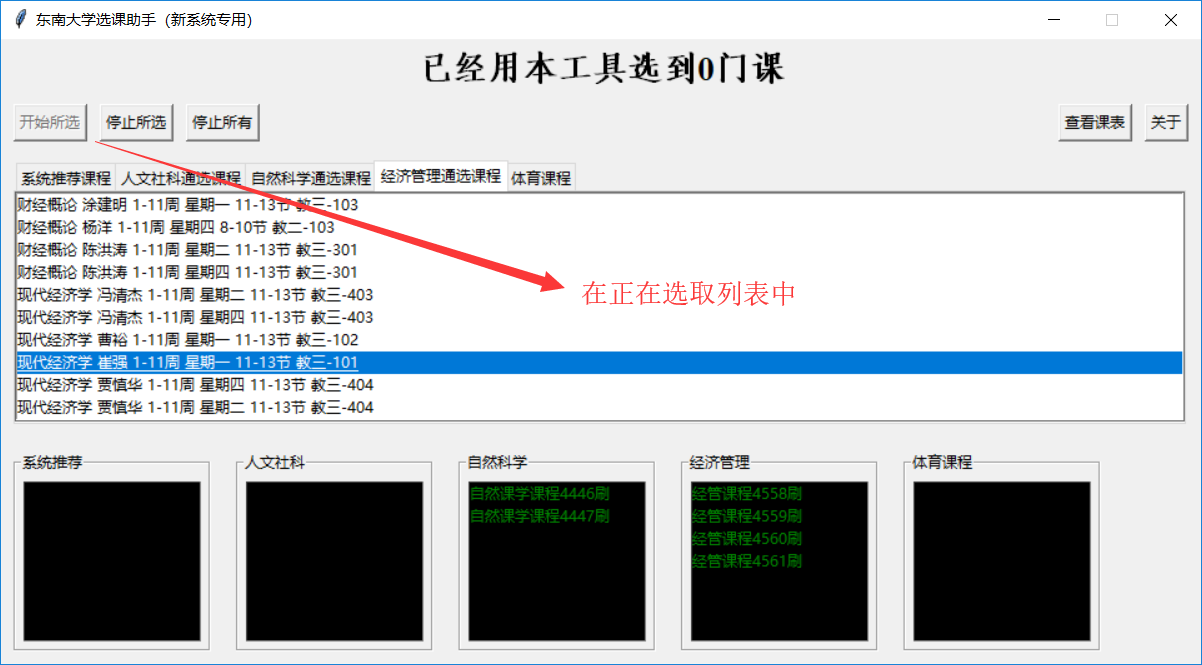 东南大学选课助手（新系统专用）
已经用本工具选到0门课
开始所选 停止所选 停止所有 查看课表 关于
系统推荐课程 人文社科通选课程 自然科学通选课程 经济管理通选课程 体育课程
财经概论 涂建明 1-11周 星期一 11-13节 教三-103
财经概论 杨洋 1-11周 星期四 8-10节 教二-103
财经概论 陈洪涛 1-11周 星期二 11-13节 教三-301
财经概论 陈洪涛 1-11周 星期四 11-13节 教三-301
现代经济学 冯清杰 1-11周 星期二 11-13节 教三-403
现代经济学 冯清杰 1-11周 星期四 11-13节 教三-403
现代经济学 曹裕 1-11周 星期一 11-13节 教三-102
现代经济学 崔强 1-11周 星期一 11-13节 教三-101
现代经济学 贾慎华 1-11周 星期四 11-13节 教三-404
现代经济学 贾慎华 1-11周 星期二 11-13节 教三-404
在正在选取列表中
系统推荐 人文社科 自然科学 经济管理 体育课程
自然课学课程4446刷
自然课学课程4447刷
经管课程4558刷
经管课程4559刷
经管课程4560刷
经管课程4561刷